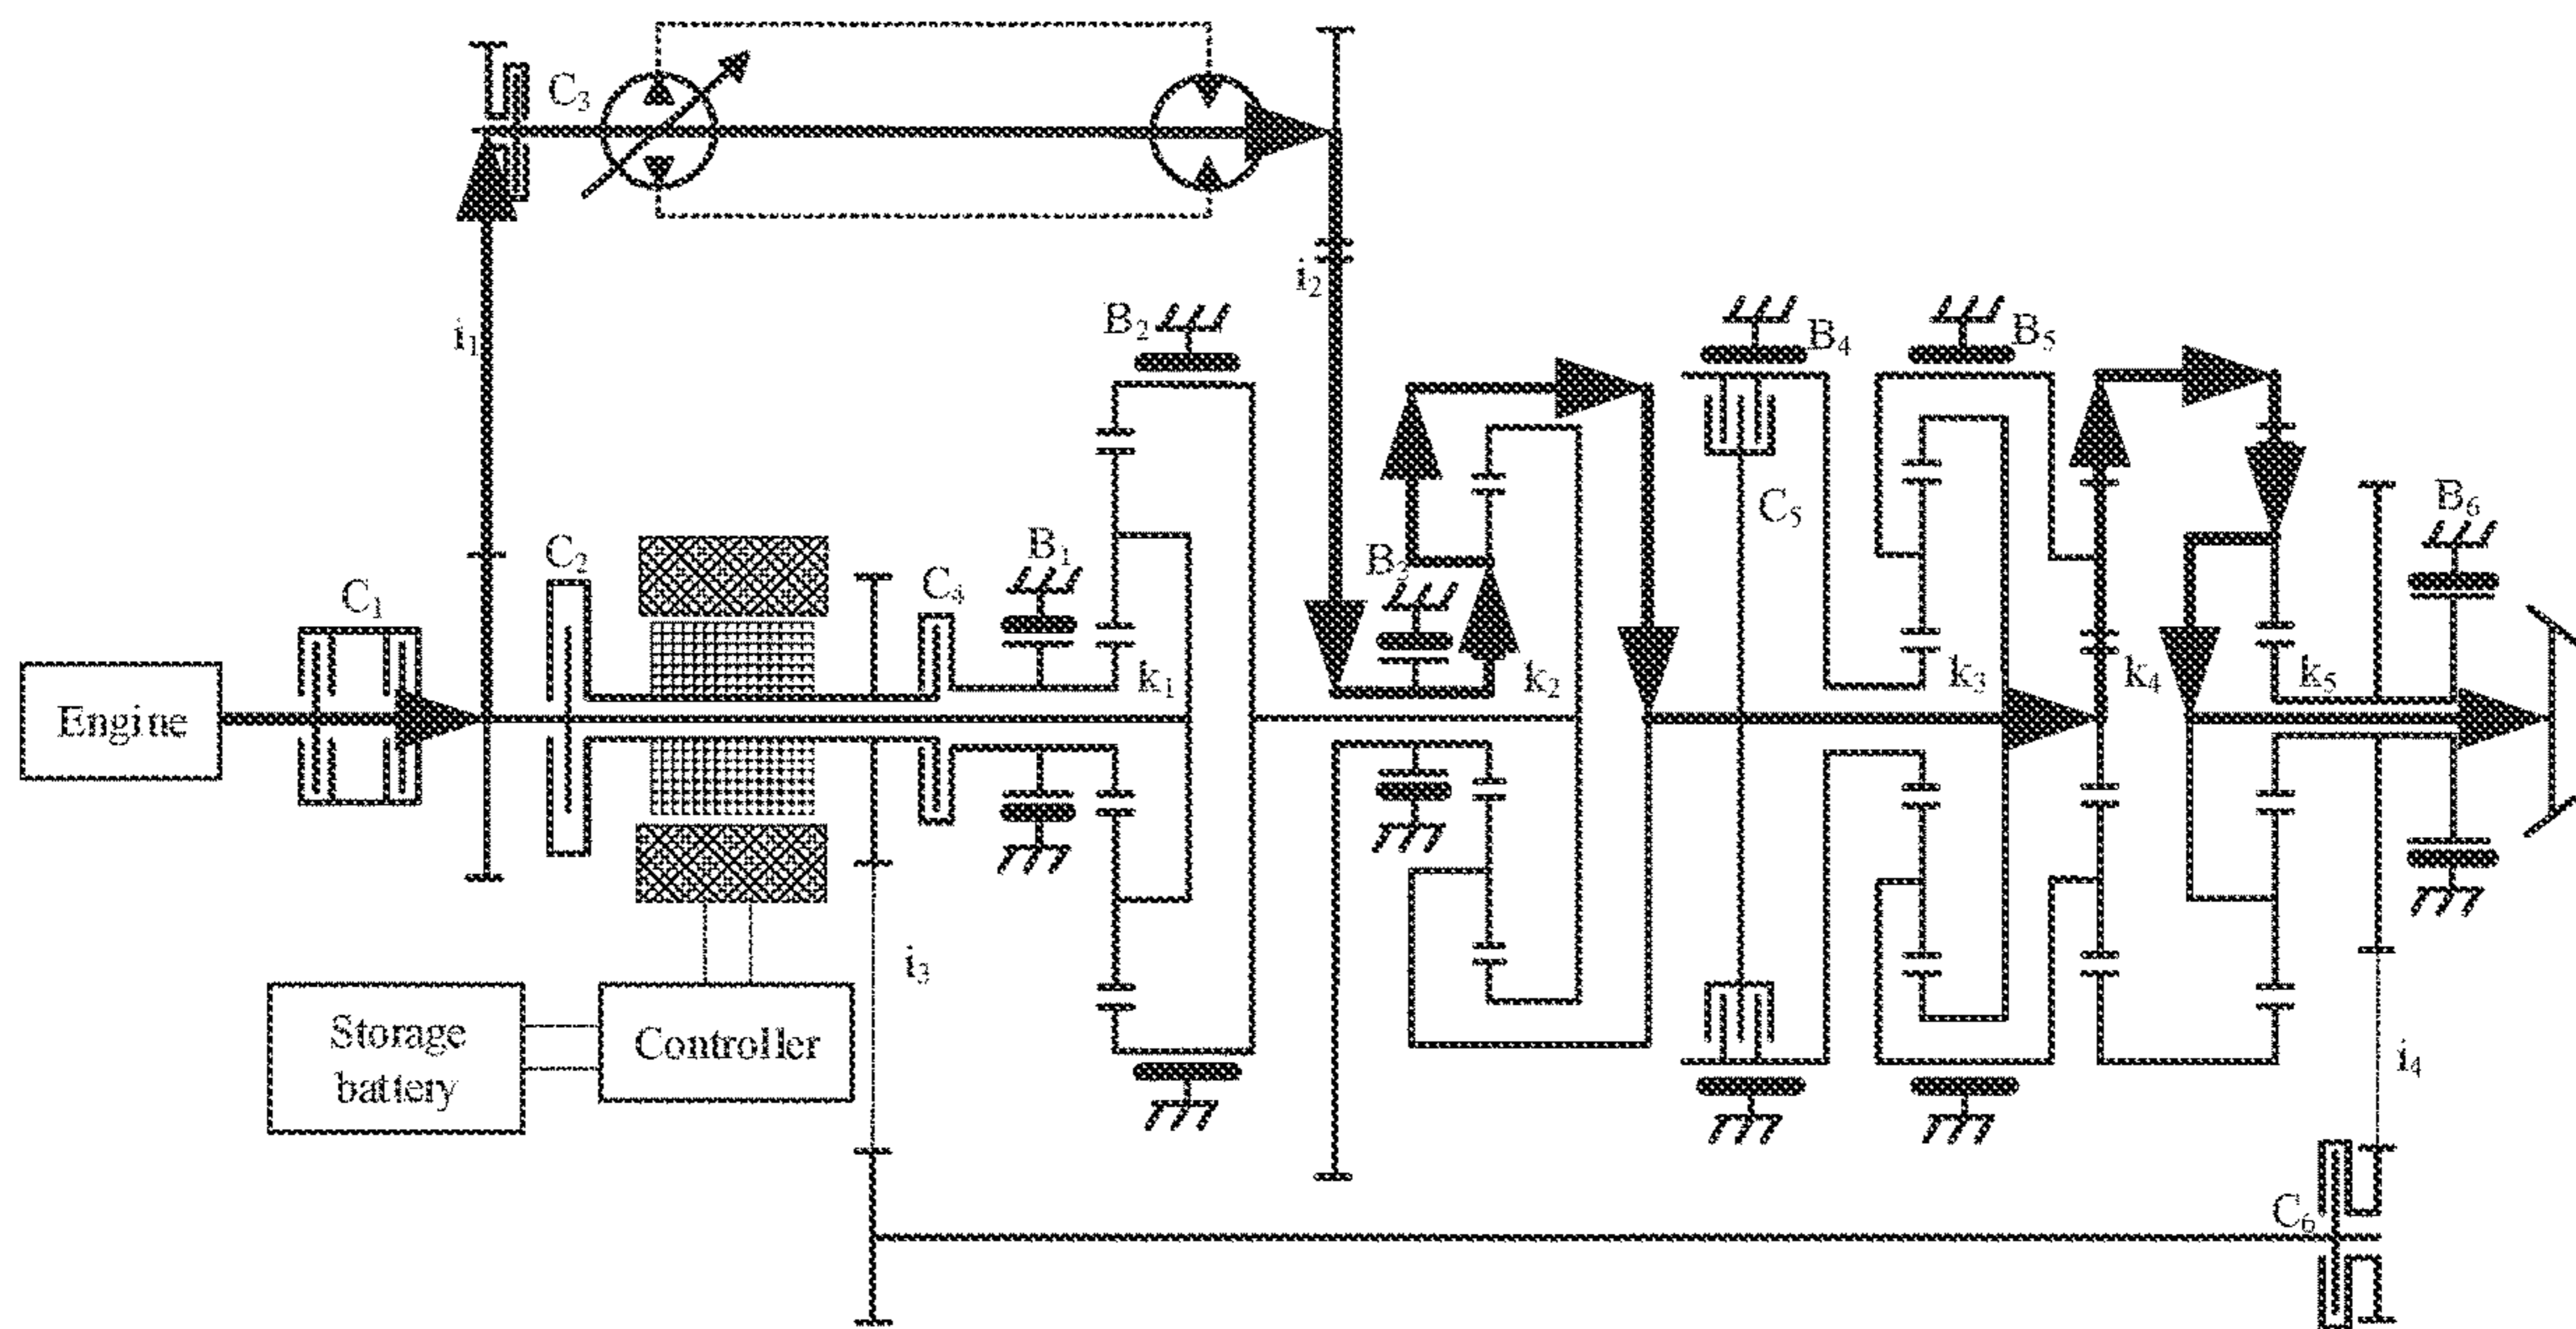 C₃
i₂
i₁
B₂
B₄
B₅
C₅
B₆
C₂
B₁
B₃
C₄
C₁
k₁
k₂
k₃
k₄
k₅
Engine
i₃
Storage
battery
Controller
i₄
C₆